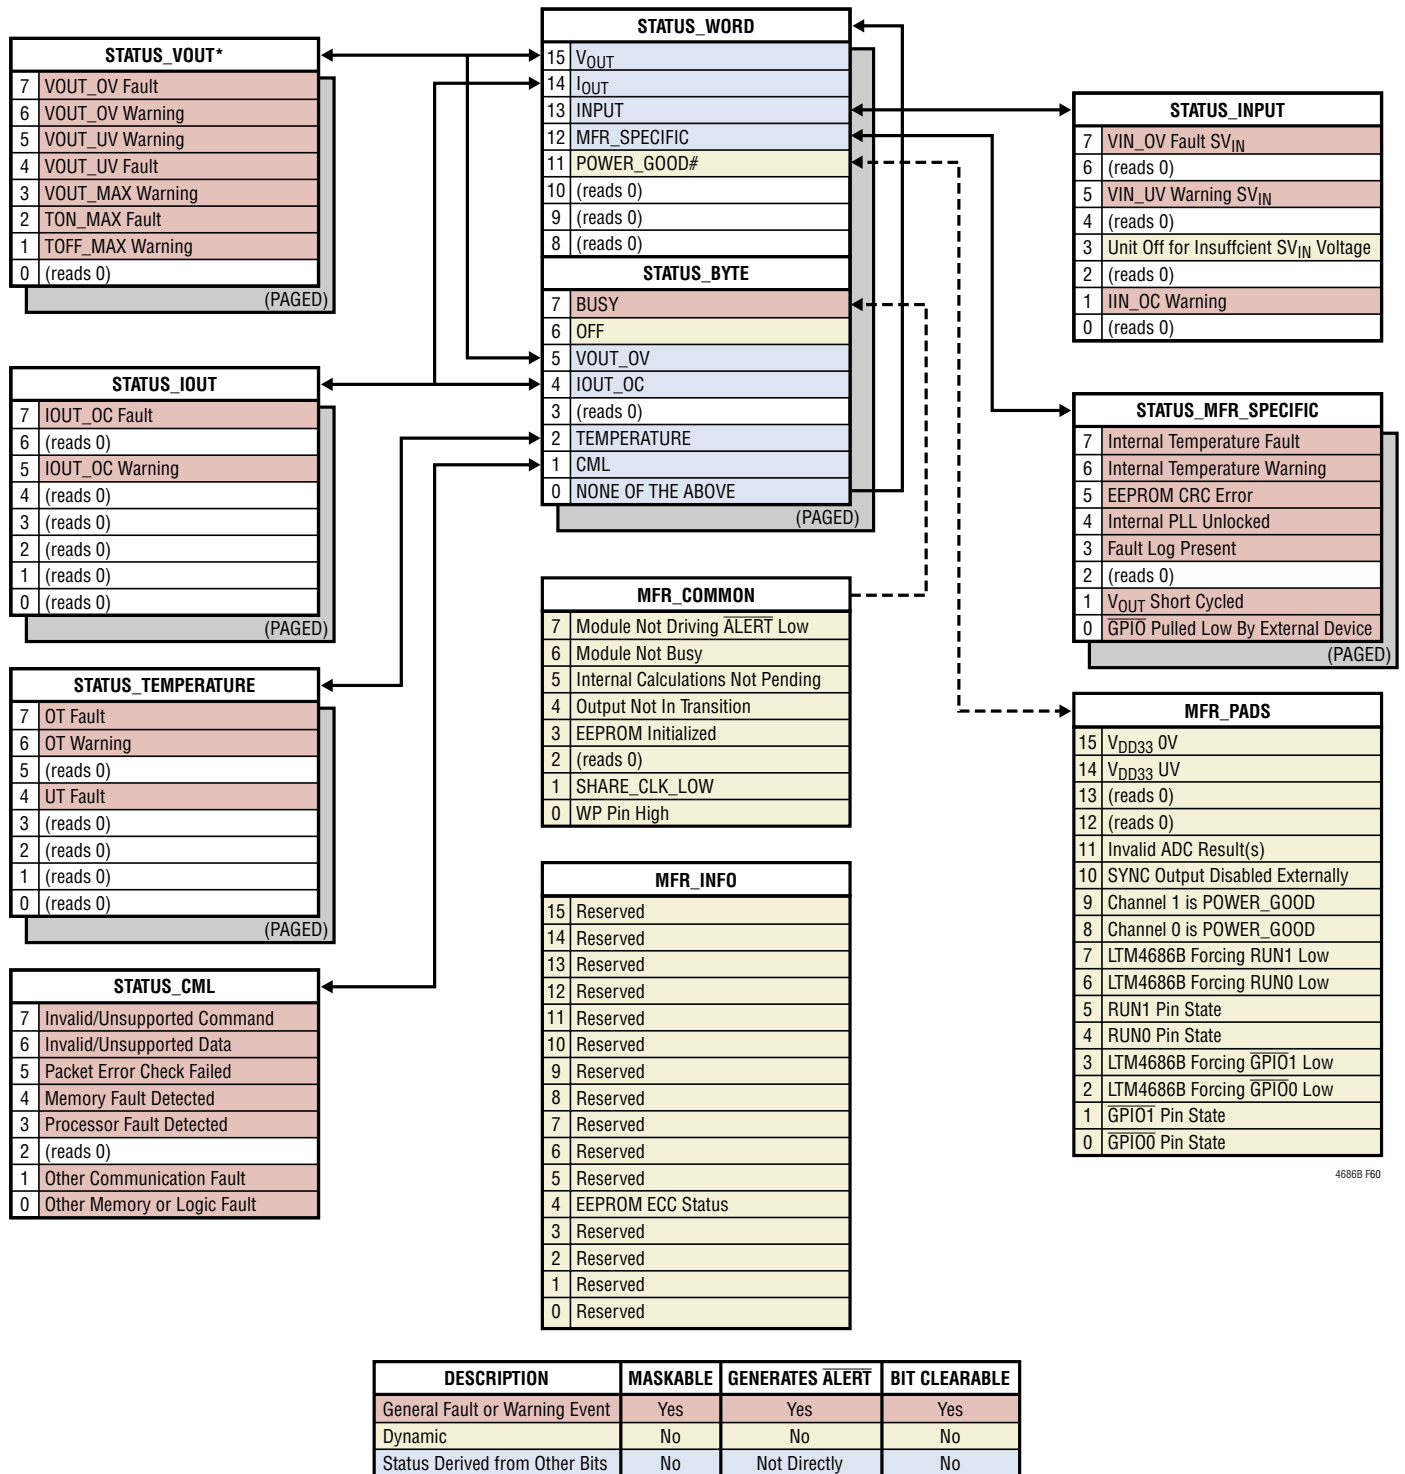 STATUS_VOUT*
7 VOUT_OV Fault
6 VOUT_OV Warning
5 VOUT_UV Warning
4 VOUT_UV Fault
3 VOUT_MAX Warning
2 TON_MAX Fault
1 TOFF_MAX Warning
0 (reads 0)
(PAGED)
STATUS_IOUT
7 IOUT_OC Fault
6 (reads 0)
5 IOUT_OC Warning
4 (reads 0)
3 (reads 0)
2 (reads 0)
1 (reads 0)
0 (reads 0)
(PAGED)
STATUS_TEMPERATURE
7 OT Fault
6 OT Warning
5 (reads 0)
4 UT Fault
3 (reads 0)
2 (reads 0)
1 (reads 0)
0 (reads 0)
(PAGED)
STATUS_CML
7 Invalid/Unsupported Command
6 Invalid/Unsupported Data
5 Packet Error Check Failed
4 Memory Fault Detected
3 Processor Fault Detected
2 (reads 0)
1 Other Communication Fault
0 Other Memory or Logic Fault
STATUS_WORD
15 VOUT
14 IOUT
13 INPUT
12 MFR_SPECIFIC
11 POWER_GOOD#
10 (reads 0)
9 (reads 0)
8 (reads 0)
STATUS_BYTE
7 BUSY
6 OFF
5 VOUT_OV
4 IOUT_OC
3 (reads 0)
2 TEMPERATURE
1 CML
0 NONE OF THE ABOVE
(PAGED)
MFR_COMMON
7 Module Not Driving ALERT Low
6 Module Not Busy
5 Internal Calculations Not Pending
4 Output Not In Transition
3 EEPROM Initialized
2 (reads 0)
1 SHARE_CLK_LOW
0 WP Pin High
MFR_INFO
15 Reserved
14 Reserved
13 Reserved
12 Reserved
11 Reserved
10 Reserved
9 Reserved
8 Reserved
7 Reserved
6 Reserved
5 Reserved
4 EEPROM ECC Status
3 Reserved
2 Reserved
1 Reserved
0 Reserved
STATUS_INPUT
7 VIN_OV Fault SVIN
6 (reads 0)
5 VIN_UV Warning SVIN
4 (reads 0)
3 Unit Off for Insuffcient SVIN Voltage
2 (reads 0)
1 IIN_OC Warning
0 (reads 0)
STATUS_MFR_SPECIFIC
7 Internal Temperature Fault
6 Internal Temperature Warning
5 EEPROM CRC Error
4 Internal PLL Unlocked
3 Fault Log Present
2 (reads 0)
1 VOUT Short Cycled
0 GPIO Pulled Low By External Device
(PAGED)
MFR_PADS
15 VDD33 OV
14 VDD33 UV
13 (reads 0)
12 (reads 0)
11 Invalid ADC Result(s)
10 SYNC Output Disabled Externally
9 Channel 1 is POWER_GOOD
8 Channel 0 is POWER_GOOD
7 LTM4686B Forcing RUN1 Low
6 LTM4686B Forcing RUN0 Low
5 RUN1 Pin State
4 RUN0 Pin State
3 LTM4686B Forcing GPIO1 Low
2 LTM4686B Forcing GPIO0 Low
1 GPIO1 Pin State
0 GPIO0 Pin State
4686B F60
DESCRIPTION MASKABLE GENERATES ALERT BIT CLEARABLE
General Fault or Warning Event Yes Yes Yes
Dynamic No No No
Status Derived from Other Bits No Not Directly No